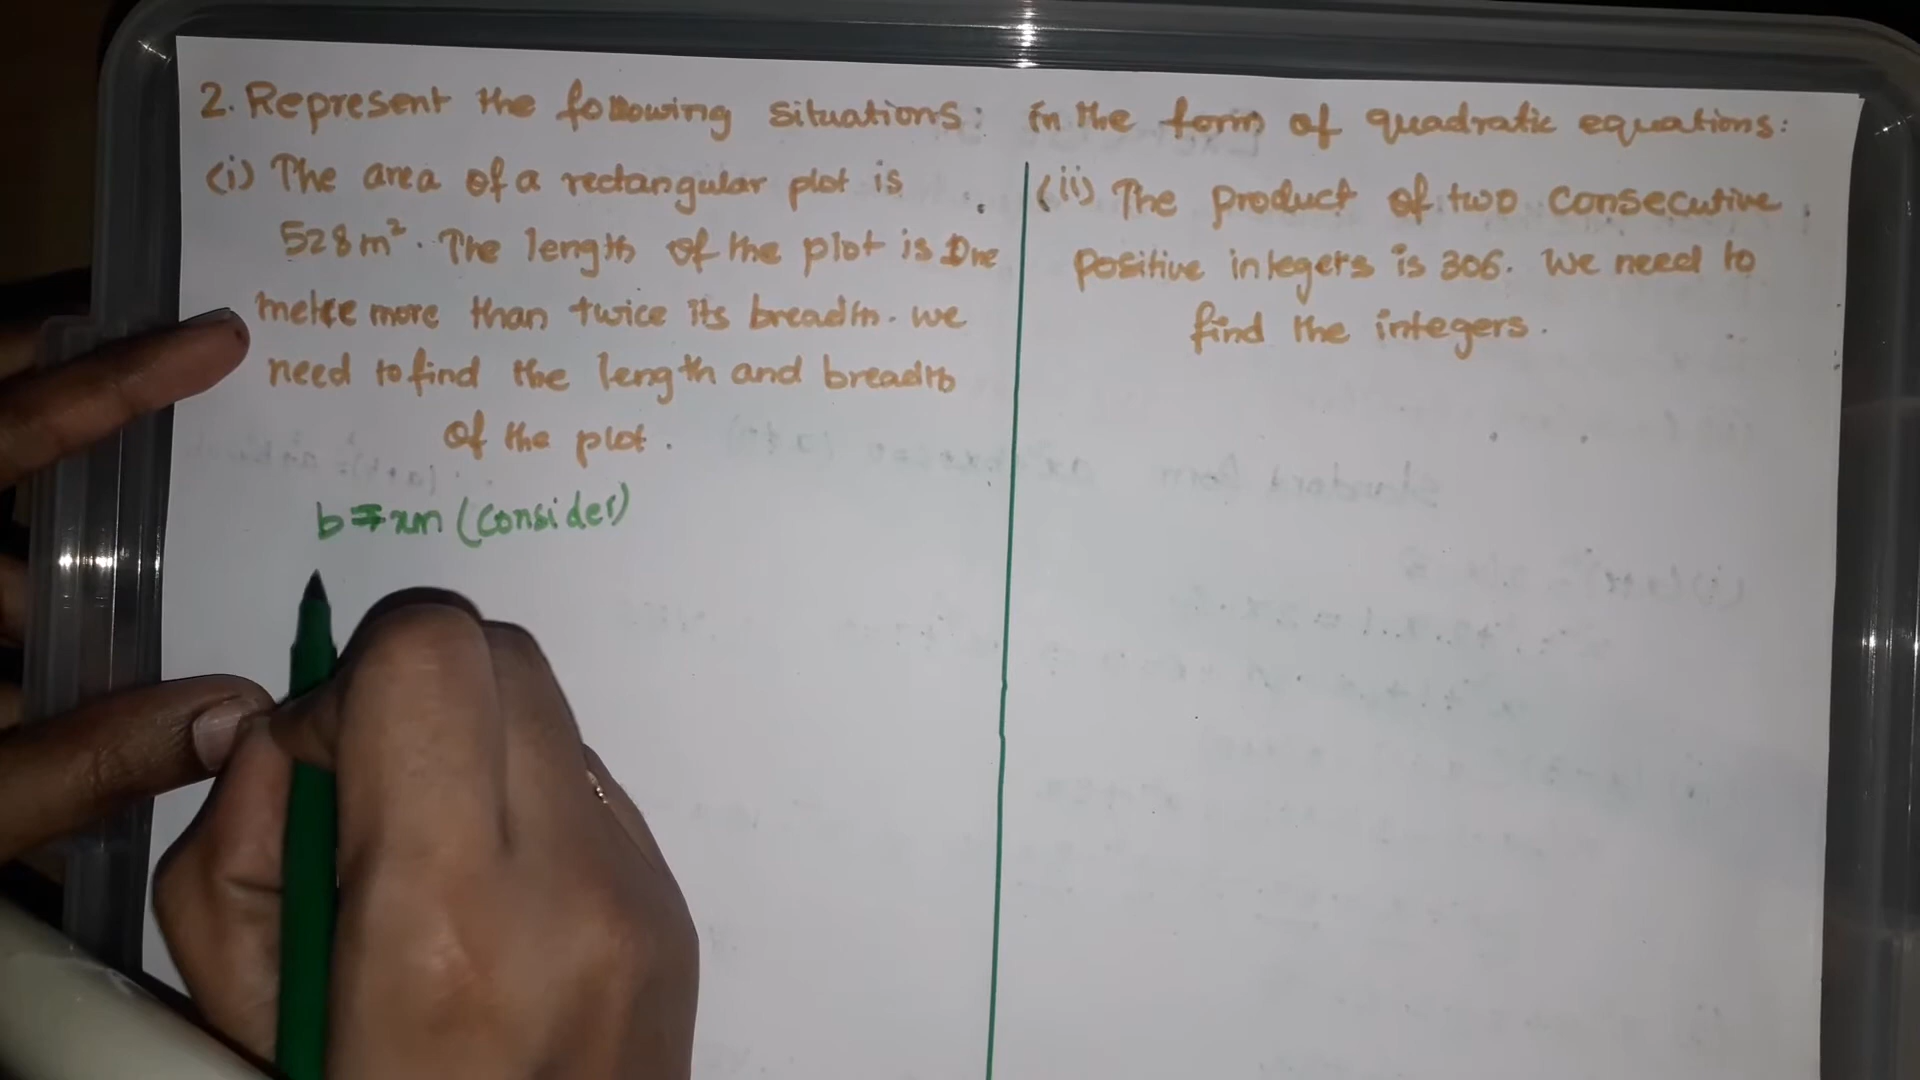 2. Represent the following situations: in the form of quadratic equations:
(i) The area of a rectangular plot is
528m². The length of the plot is One
metre more than twice its breadth. we
need to find the length and breadth
of the plot.
b = xm (Consider)
(ii) The product of two consecutive
positive integers is 306. We need to
find the integers.